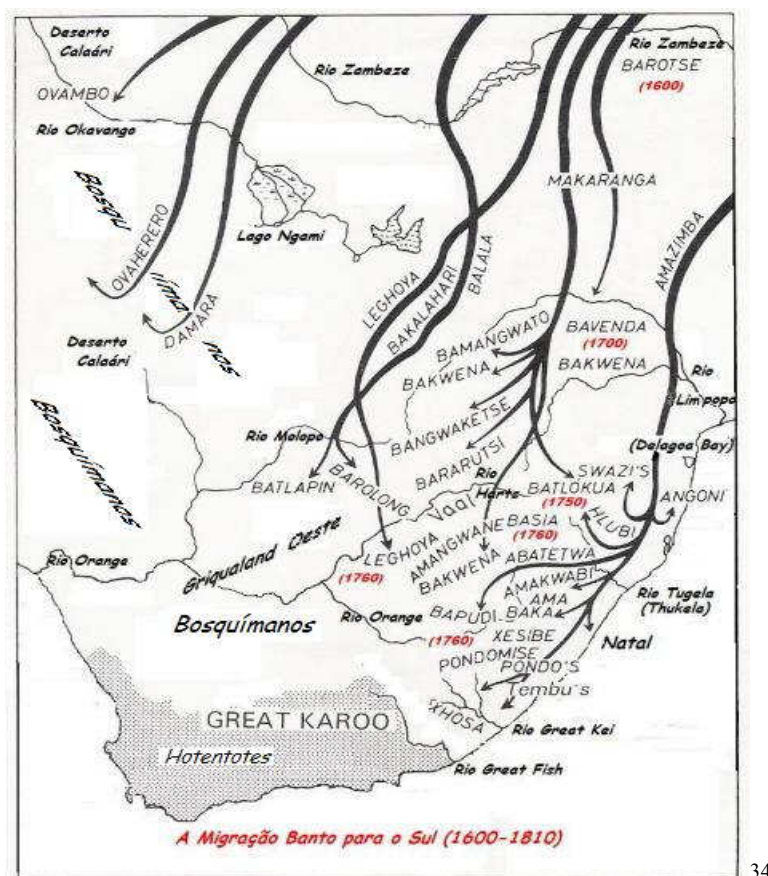 Deserto
Calaári
Rio Zambeze
Rio Zambeze
BAROTSE
(1600)
OVAMBO
Rio Okavango
Bosqu
MAKARANGA
Lago Ngami
OVAHERERO
íma
nas
DAMARA
AMAZIMBA
LEGHOYA
BAKALAHARI
BALALA
Deserto
Calaári
BAMANGWATO
BAVENDA
(1700)
BAKWENA
BAKWENA
Rio
Limpopo
Bosquímanos
BANGWAKETSE
Rio Molopo
BARARUTSI
(Delagoa Bay)
BATLAPIN
BAROLONG
Rio
Harts
SWAZI'S
BATLOKUA
(1750)
ANGONI
Vaal
HLUBI
Griqualand Oeste
BASIA
(1760)
AMANGWANE
LEGHOYA
(1760)
BAKWENA
ABATETWA
Rio Orange
AMAKWABI
AMA
Rio Tugela
(Thukela)
Bosquímanos
Rio Orange
BAPUDI
BAKA
(1760)
XESIBE
Natal
PONDOMISE
PONDO'S
Tembu's
XHOSA
GREAT KAROO
Rio Great Kei
Hotentotes
Rio Great Fish
A Migração Banto para o Sul (1600-1810)
34